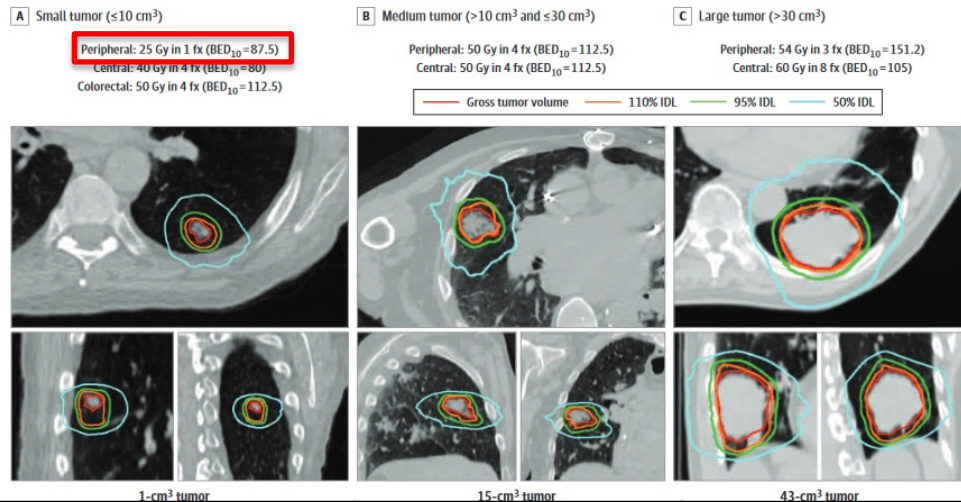 A Small tumor (≤10 cm³)
Peripheral: 25 Gy in 1 fx (BED₁₀=87.5)
Central: 40 Gy in 4 fx (BED₁₀=80)
Colorectal: 50 Gy in 4 fx (BED₁₀=112.5)
B Medium tumor (>10 cm³ and ≤30 cm³)
Peripheral: 50 Gy in 4 fx (BED₁₀=112.5)
Central: 50 Gy in 4 fx (BED₁₀=112.5)
C Large tumor (>30 cm³)
Peripheral: 54 Gy in 3 fx (BED₁₀=151.2)
Central: 60 Gy in 8 fx (BED₁₀=105)
Gross tumor volume 110% IDL 95% IDL 50% IDL
1-cm³ tumor
15-cm³ tumor
43-cm³ tumor